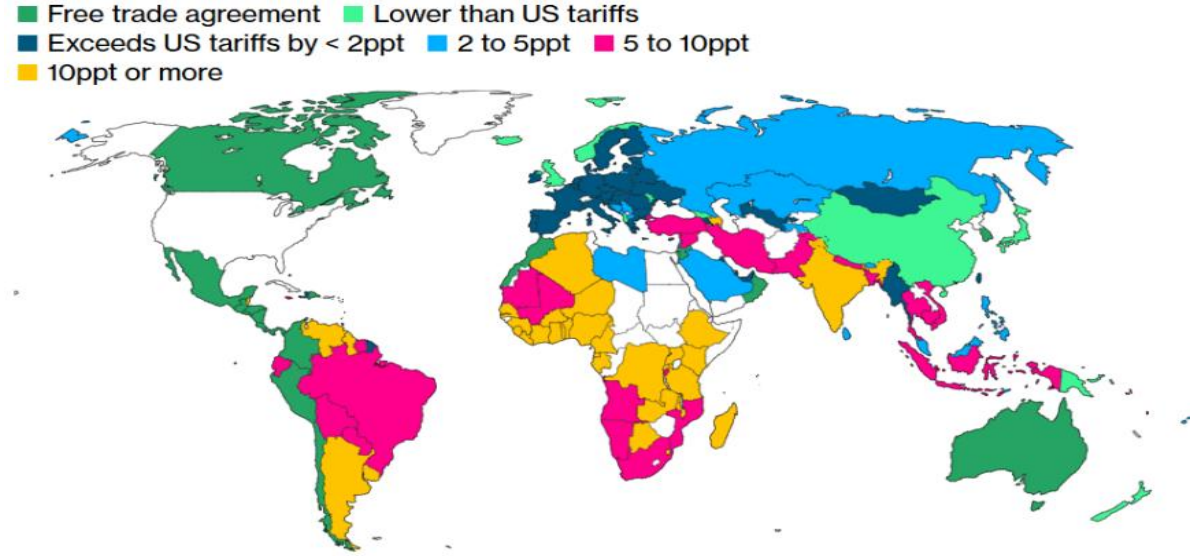 Free trade agreement Lower than US tariffs
Exceeds US tariffs by < 2ppt 2 to 5ppt 5 to 10ppt
10ppt or more